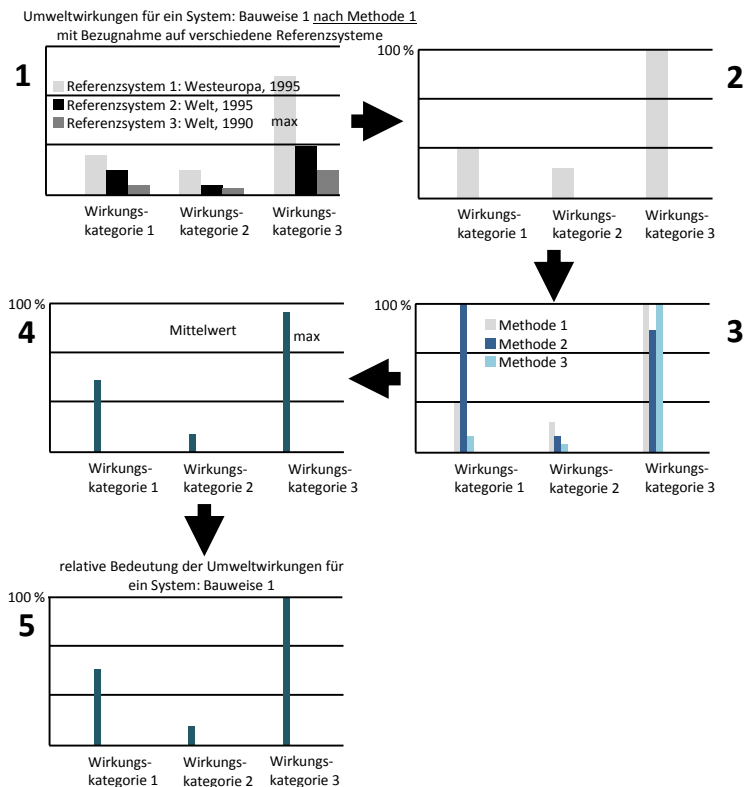 Umweltwirkungen für ein System: Bauweise 1 nach Methode 1
mit Bezugnahme auf verschiedene Referenzsysteme
1
Referenzsystem 1: Westeuropa, 1995
Referenzsystem 2: Welt, 1995
Referenzsystem 3: Welt, 1990
max
Wirkungs-
kategorie 1
Wirkungs-
kategorie 2
Wirkungs-
kategorie 3
100 %
2
Wirkungs-
kategorie 1
Wirkungs-
kategorie 2
Wirkungs-
kategorie 3
100 %
3
Methode 1
Methode 2
Methode 3
Wirkungs-
kategorie 1
Wirkungs-
kategorie 2
Wirkungs-
kategorie 3
100 %
4
Mittelwert
max
Wirkungs-
kategorie 1
Wirkungs-
kategorie 2
Wirkungs-
kategorie 3
relative Bedeutung der Umweltwirkungen für
ein System: Bauweise 1
100 %
5
Wirkungs-
kategorie 1
Wirkungs-
kategorie 2
Wirkungs-
kategorie 3